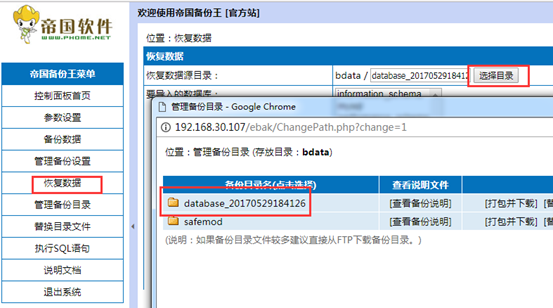 帝国软件
WWW.PHOME.NET
帝国备份王菜单
控制面板首页
参数设置
备份数据
管理备份设置
恢复数据
管理备份目录
替换目录文件
执行SQL语句
说明文档
退出系统
欢迎使用帝国备份王 [官方站]
位置：恢复数据
恢复数据
恢复数据源目录： bdata / database_2017052918412 选择目录
要导入的数据库： information_schema
管理备份目录 - Google Chrome
192.168.30.107/ebak/ChangePath.php?change=1
位置：管理备份目录 (存放目录：bdata)
备份目录名(点击选择) 查看说明文件
database_20170529184126 [查看备份说明] [打包并下载] [替
safemod [查看备份说明] [打包并下载] [替
(说明：如果备份目录文件较多建议直接从FTP下载备份目录。)